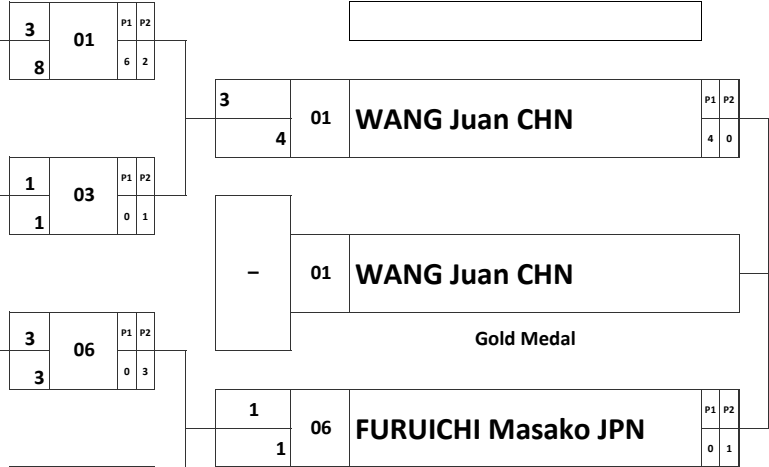 3 P1 P2
01
8 6 2
3 P1 P2
01 WANG Juan CHN
4 4 0
1 P1 P2
03
1 0 1
– 01 WANG Juan CHN
Gold Medal
3 P1 P2
06
3 0 3
1 P1 P2
06 FURUICHI Masako JPN
1 0 1